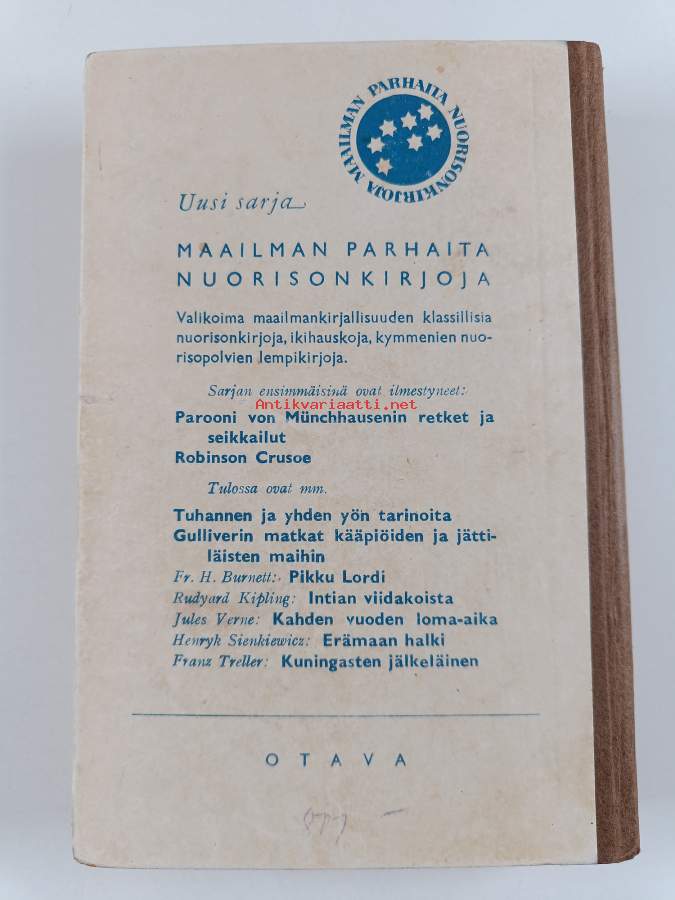 MAAILMAN PARHAITA NUORISONKIRJOJA
Uusi sarja
MAAILMAN PARHAITA
NUORISONKIRJOJA
Valikoima maailmankirjallisuuden klassillisia
nuorisonkirjoja, ikihauskoja, kymmenien nuo-
risopolvien lempikirjoja.
Sarjan ensimmäisinä ovat ilmestyneet:
Antikvariaatti.net
Parooni von Münchhausenin retket ja
seikkailut
Robinson Crusoe
Tulossa ovat mm.
Tuhannen ja yhden yön tarinoita
Gulliverin matkat kääpiöiden ja jätti-
läisten maihin
Fr. H. Burnett: Pikku Lordi
Rudyard Kipling: Intian viidakoista
Jules Verne: Kahden vuoden loma-aika
Henryk Sienkiewicz: Erämaan halki
Franz Treller: Kuningasten jälkeläinen
OTAVA